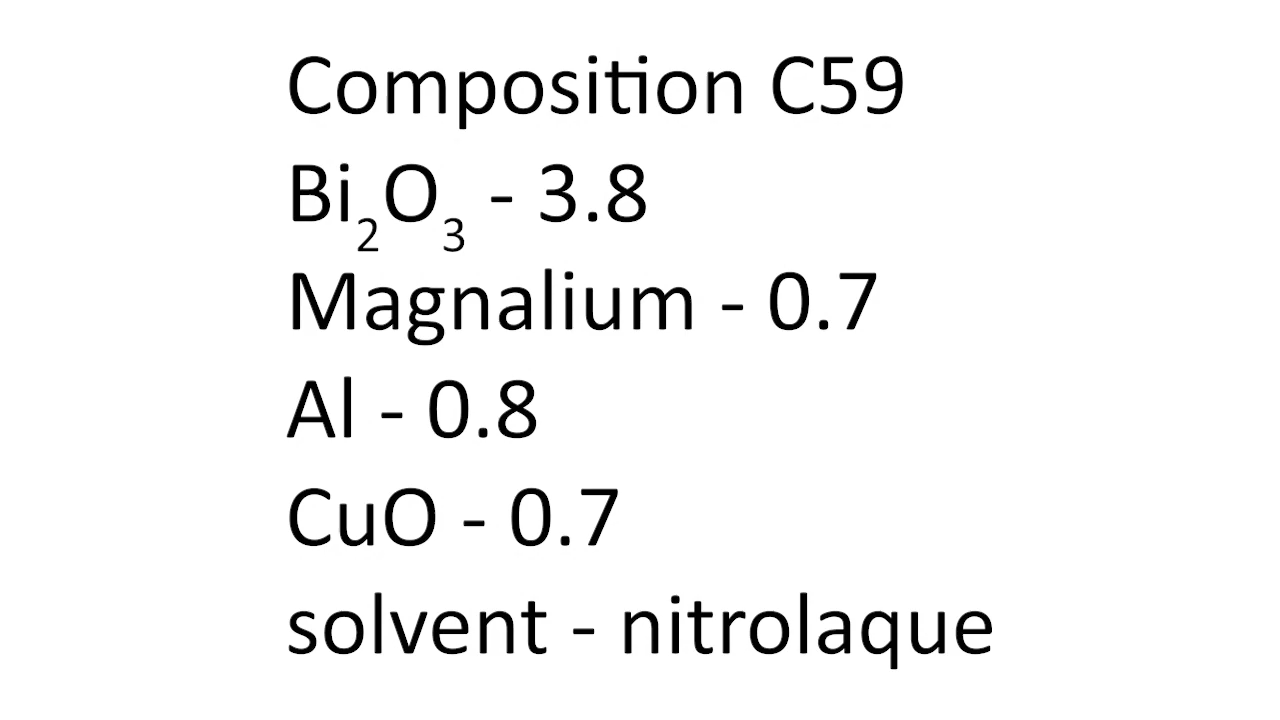 Composition C59
Bi₂O₃ - 3.8
Magnalium - 0.7
Al - 0.8
CuO - 0.7
solvent - nitrolaque